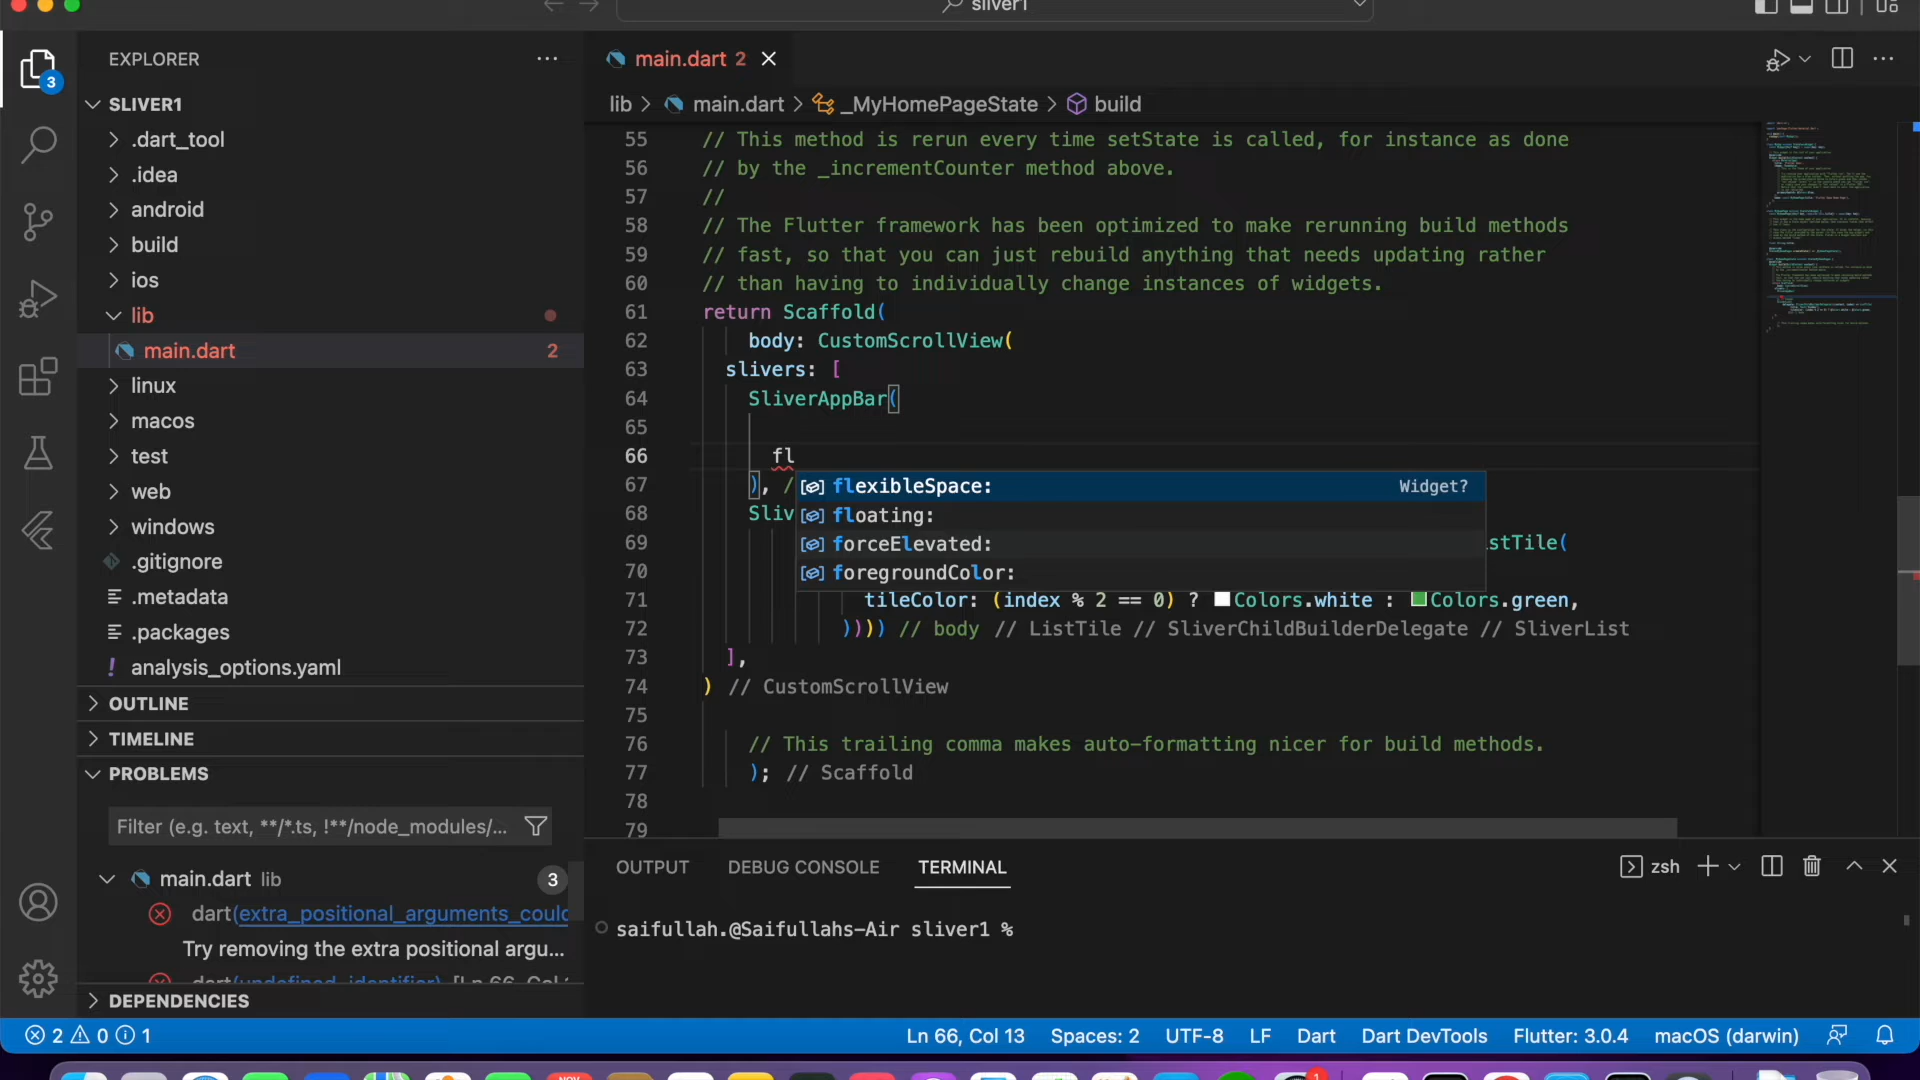 sliver1
EXPLORER
SLIVER1
.dart_tool
.idea
android
build
ios
lib
main.dart 2
linux
macos
test
web
windows
.gitignore
.metadata
.packages
analysis_options.yaml
OUTLINE
TIMELINE
PROBLEMS
Filter (e.g. text, **/*.ts, !**/node_modules/...
main.dart lib 3
dart(extra_positional_arguments_could
Try removing the extra positional argu...
dart(undefined_identifier) [Ln 66, Col
DEPENDENCIES
3
main.dart 2
lib > main.dart > _MyHomePageState > build
55 // This method is rerun every time setState is called, for instance as done
56 // by the _incrementCounter method above.
57 //
58 // The Flutter framework has been optimized to make rerunning build methods
59 // fast, so that you can just rebuild anything that needs updating rather
60 // than having to individually change instances of widgets.
61 return Scaffold(
62 body: CustomScrollView(
63 slivers: [
64 SliverAppBar(
65
66 fl
67 ), /
68 Sliv
69 stTile(
70
71 tileColor: (index % 2 == 0) ? Colors.white : Colors.green,
72 )))) // body // ListTile // SliverChildBuilderDelegate // SliverList
73 ],
74 ) // CustomScrollView
75
76 // This trailing comma makes auto-formatting nicer for build methods.
77 ); // Scaffold
78
79
flexibleSpace: Widget?
floating:
forceElevated:
foregroundColor:
OUTPUT DEBUG CONSOLE TERMINAL
zsh
saifullah.@Saifullahs-Air sliver1 %
2 0 1
Ln 66, Col 13 Spaces: 2 UTF-8 LF Dart Dart DevTools Flutter: 3.0.4 macOS (darwin)
NOV
1